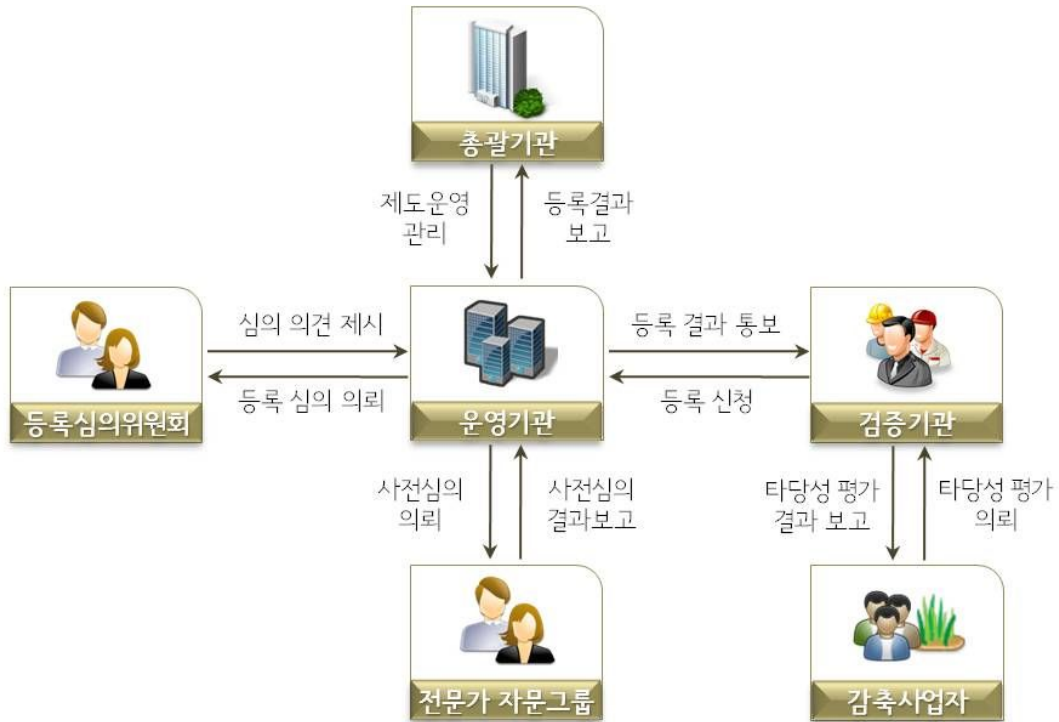 총괄기관
제도운영
관리
등록결과
보고
심의 의견 제시
등록 결과 통보
등록 심의 의뢰
등록 신청
등록심의위원회
운영기관
검증기관
사전심의
의뢰
사전심의
결과보고
타당성 평가
결과 보고
타당성 평가
의뢰
전문가 자문그룹
감축사업자